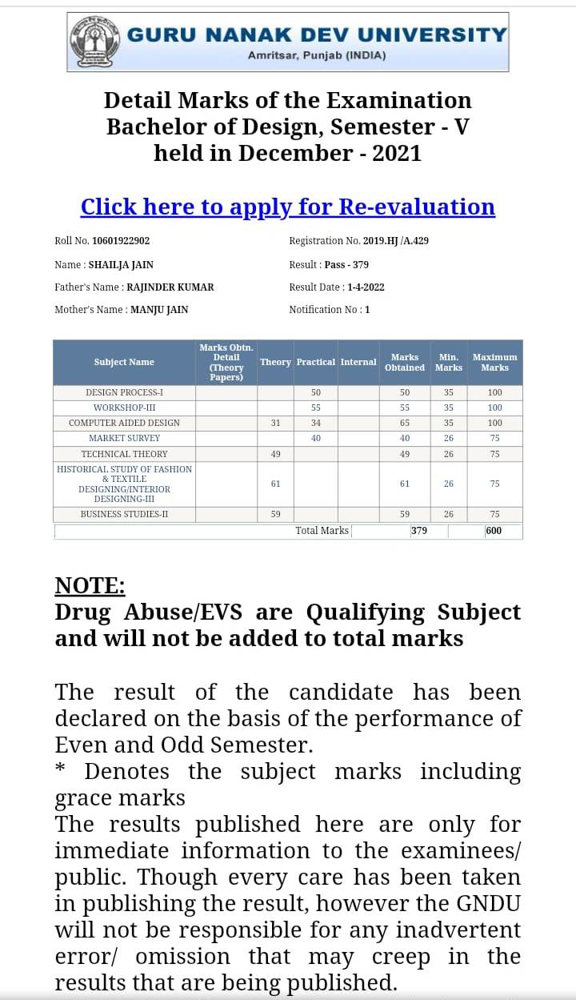 GURU NANAK DEV UNIVERSITY
Amritsar, Punjab (INDIA)
Detail Marks of the Examination
Bachelor of Design, Semester - V
held in December - 2021
Click here to apply for Re-evaluation
Roll No. 10601922902 Registration No. 2019.HJ /A.429
Name : SHAILJA JAIN Result : Pass - 379
Father's Name : RAJINDER KUMAR Result Date : 1-4-2022
Mother's Name : MANJU JAIN Notification No : 1
Subject Name Marks Obtn. Detail (Theory Papers) Theory Practical Internal Marks Obtained Min. Marks Maximum Marks
DESIGN PROCESS-I 50 50 35 100
WORKSHOP-III 55 55 35 100
COMPUTER AIDED DESIGN 31 34 65 35 100
MARKET SURVEY 40 40 26 75
TECHNICAL THEORY 49 49 26 75
HISTORICAL STUDY OF FASHION
& TEXTILE
DESIGNING/INTERIOR
DESIGNING-III 61 61 26 75
BUSINESS STUDIES-II 59 59 26 75
Total Marks 379 600
NOTE:
Drug Abuse/EVS are Qualifying Subject
and will not be added to total marks
The result of the candidate has been
declared on the basis of the performance of
Even and Odd Semester.
* Denotes the subject marks including
grace marks
The results published here are only for
immediate information to the examinees/
public. Though every care has been taken
in publishing the result, however the GNDU
will not be responsible for any inadvertent
error/ omission that may creep in the
results that are being published.